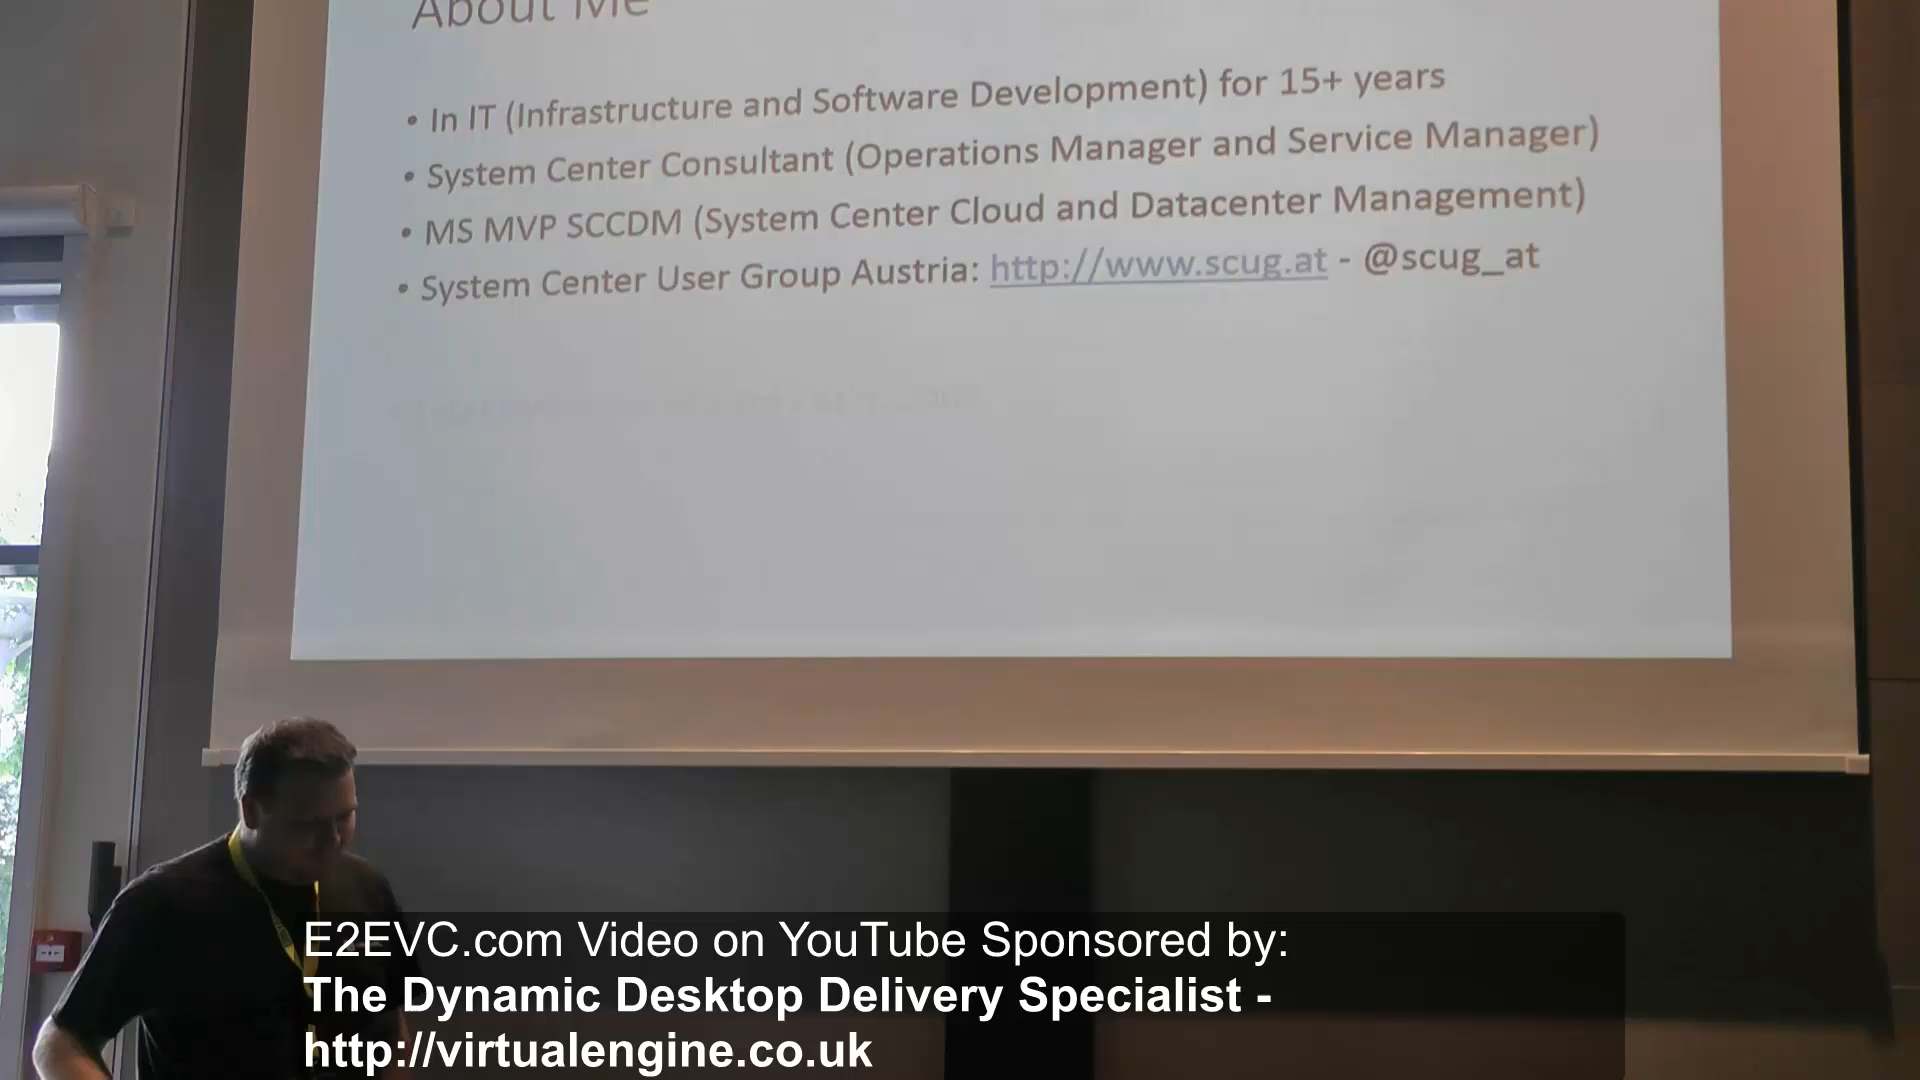 About Me
• In IT (Infrastructure and Software Development) for 15+ years
• System Center Consultant (Operations Manager and Service Manager)
• MS MVP SCCDM (System Center Cloud and Datacenter Management)
• System Center User Group Austria: http://www.scug.at - @scug_at
E2EVC.com Video on YouTube Sponsored by:
The Dynamic Desktop Delivery Specialist -
http://virtualengine.co.uk